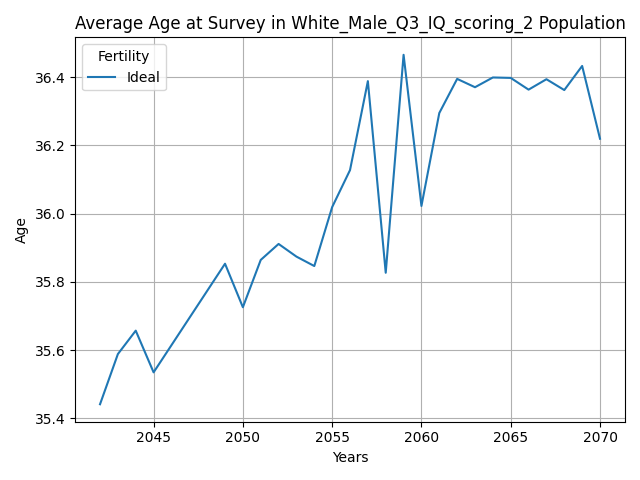 Average Age at Survey in White_Male_Q3_IQ_scoring_2 Population
Fertility
Ideal
36.4
36.2
36.0
35.8
35.6
35.4
Age
2045 2050 2055 2060 2065 2070
Years